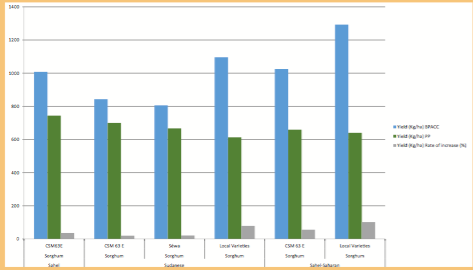 1400
1200
1000
800
600
400
200
0
CSM63E CSM 63 E Sewa Local Varieties CSM 63 E Local Varieties
Sorghum Sorghum Sorghum Sorghum Sorghum Sorghum
Sahel Sudanese Sahel-Saharan
Yield (Kg/ha) BPACC
Yield (Kg/ha) PP
Yield (Kg/ha) Rate of increase (%)